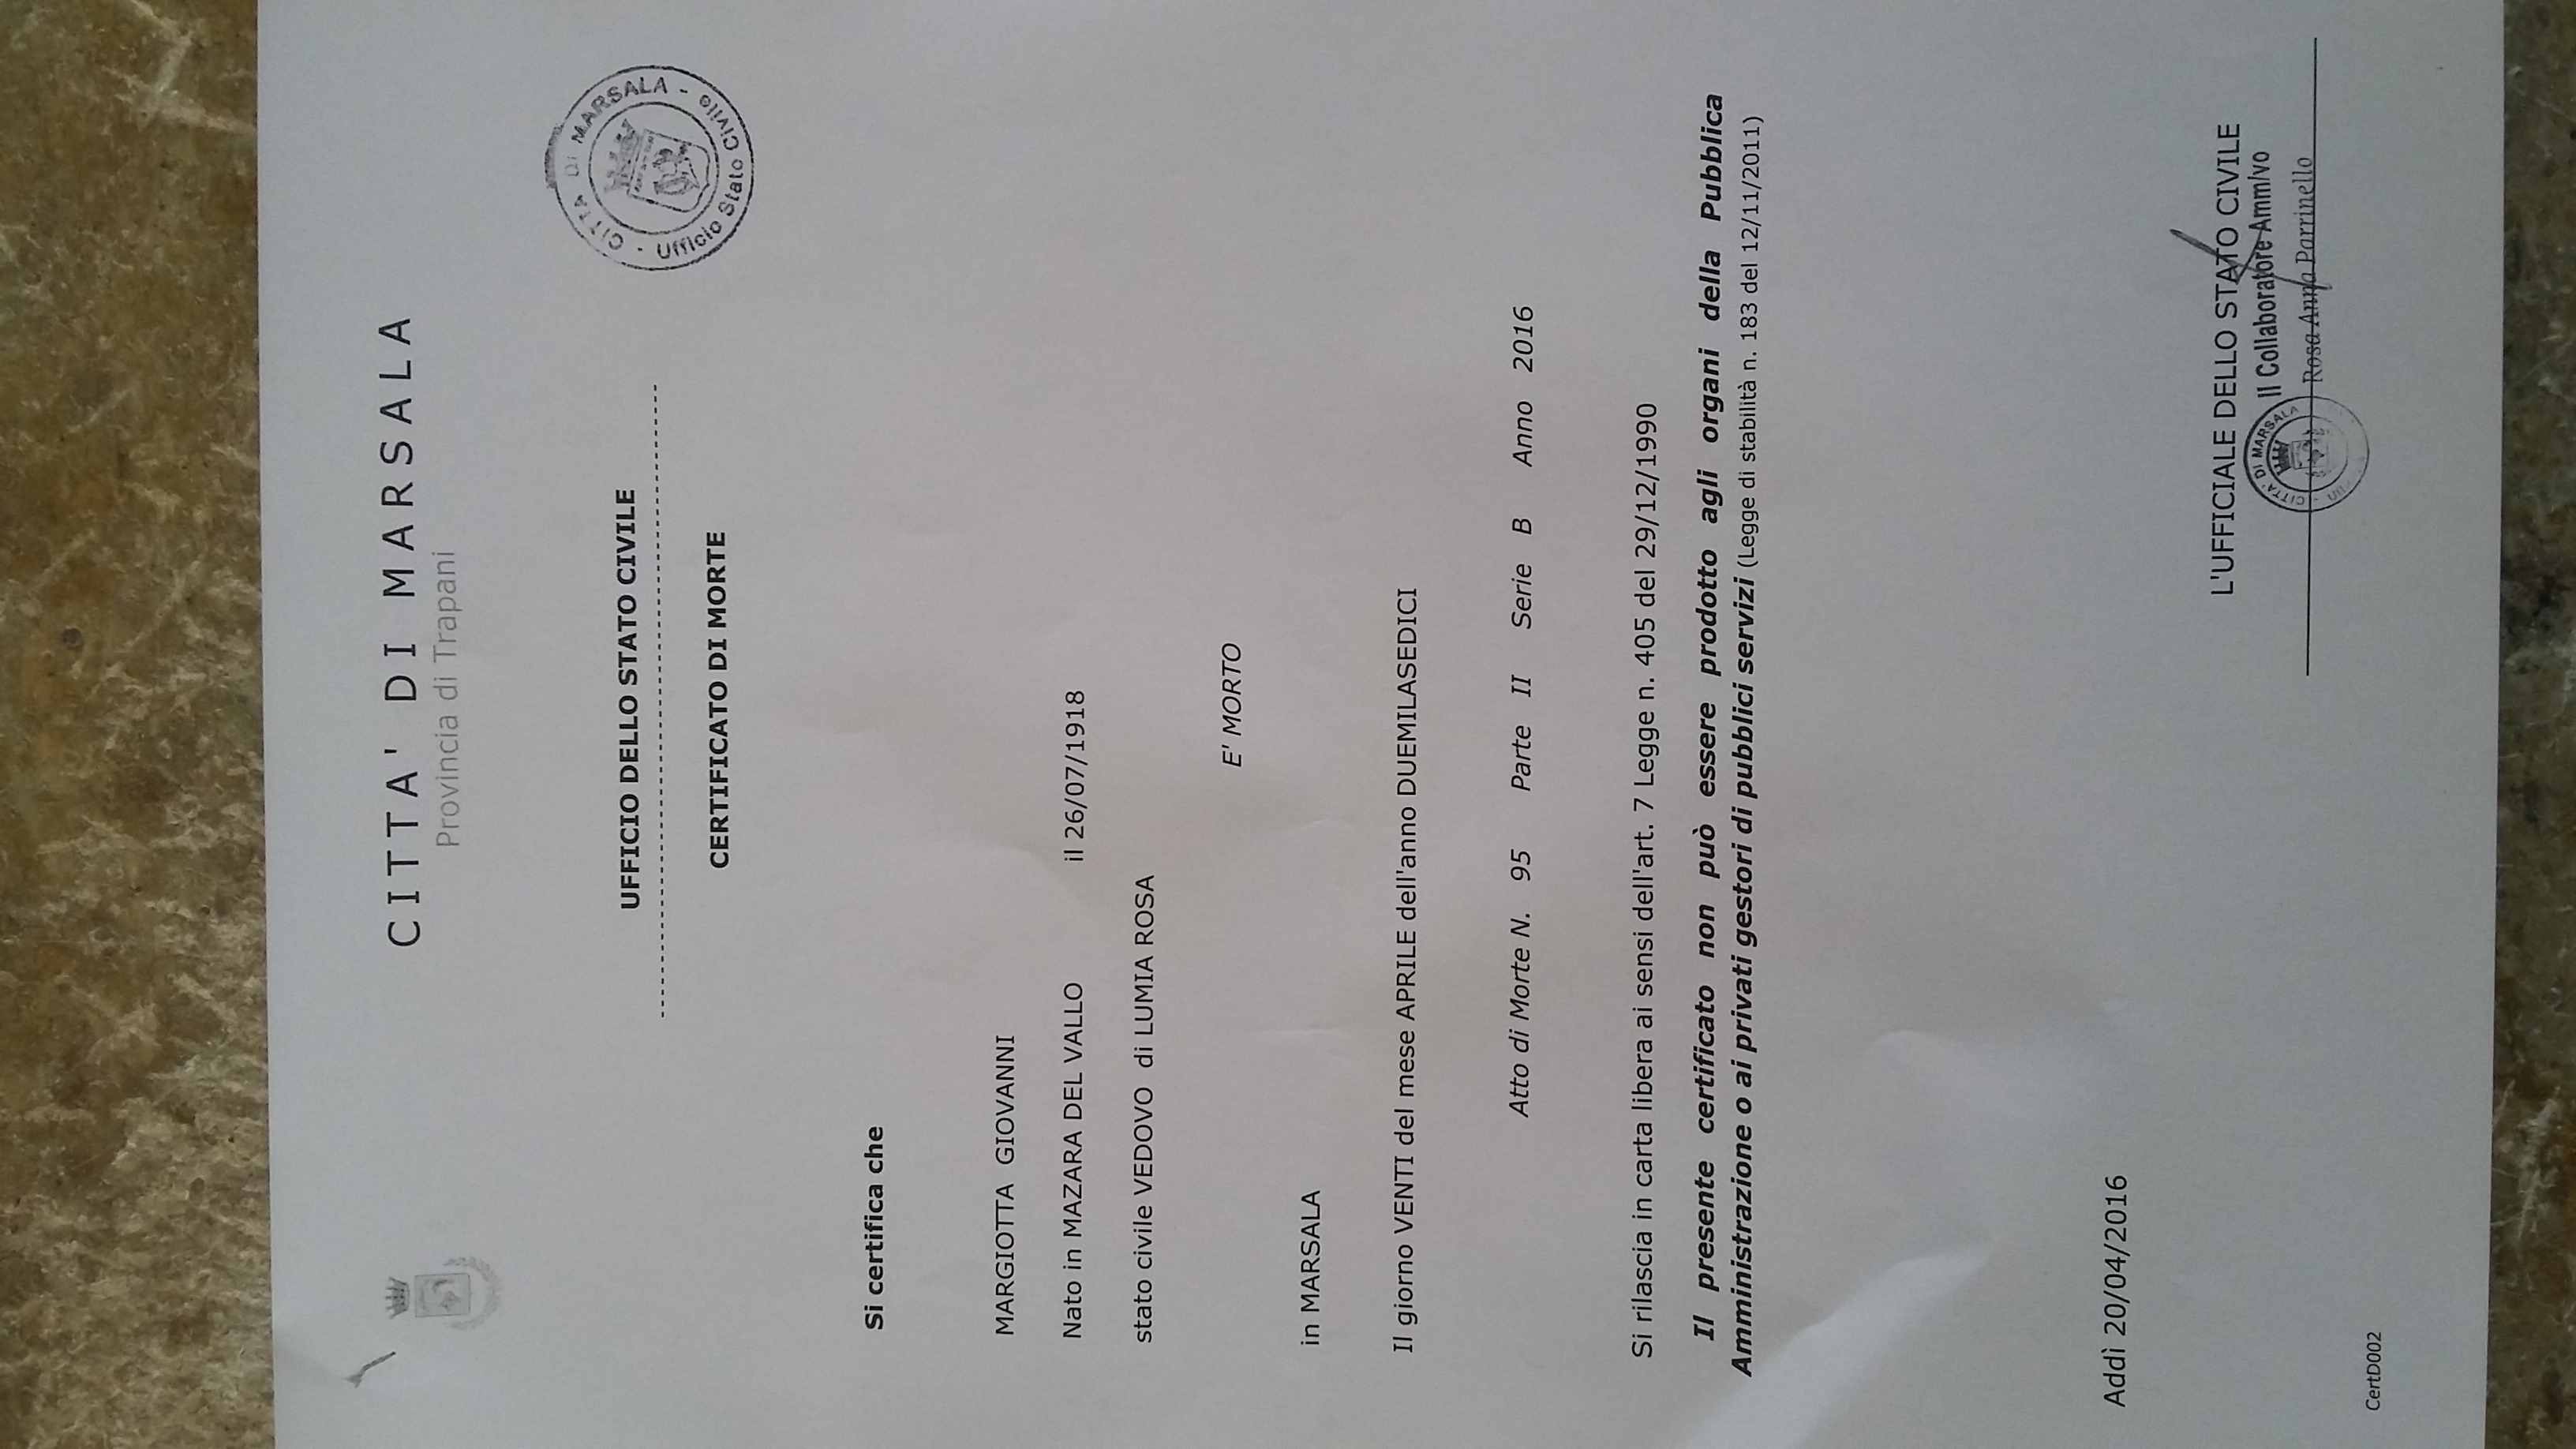 CITTA' DI MARSALA
Provincia di Trapani
CITTA DI MARSALA - Ufficio Stato Civile -
UFFICIO DELLO STATO CIVILE
CERTIFICATO DI MORTE
Si certifica che
MARGIOTTA GIOVANNI
Nato in MAZARA DEL VALLO il 26/07/1918
stato civile VEDOVO di LUMIA ROSA
E' MORTO
in MARSALA
Il giorno VENTI del mese APRILE dell'anno DUEMILASEDICI
Atto di Morte N. 95 Parte II Serie B Anno 2016
Si rilascia in carta libera ai sensi dell'art. 7 Legge n. 405 del 29/12/1990
Il presente certificato non può essere prodotto agli organi della Pubblica
Amministrazione o ai privati gestori di pubblici servizi (Legge di stabilità n. 183 del 12/11/2011)
Addì 20/04/2016
L'UFFICIALE DELLO STATO CIVILE
Il Collaboratore Amm/vo
CITTA' DI MARSALA
Rosa Anna Parrinello
CertD002